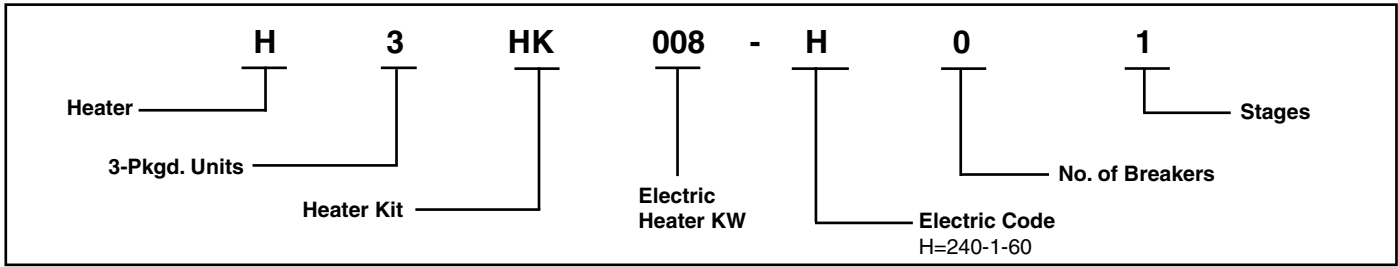 H 3 HK 008 - H 0 1
Heater
Stages
3-Pkgd. Units
No. of Breakers
Heater Kit
Electric
Heater KW
Electric Code
H=240-1-60